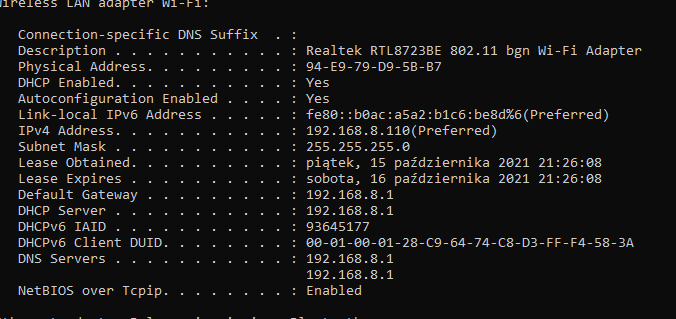 Wireless LAN adapter Wi-Fi:
Connection-specific DNS Suffix  . :
Description . . . . . . . . . . . : Realtek RTL8723BE 802.11 bgn Wi-Fi Adapter
Physical Address. . . . . . . . . : 94-E9-79-D9-5B-B7
DHCP Enabled. . . . . . . . . . . : Yes
Autoconfiguration Enabled . . . . : Yes
Link-local IPv6 Address . . . . . : fe80::b0ac:a5a2:b1c6:be8d%6(Preferred)
IPv4 Address. . . . . . . . . . . : 192.168.8.110(Preferred)
Subnet Mask . . . . . . . . . . . : 255.255.255.0
Lease Obtained. . . . . . . . . . : piątek, 15 października 2021 21:26:08
Lease Expires . . . . . . . . . . : sobota, 16 października 2021 21:26:08
Default Gateway . . . . . . . . . : 192.168.8.1
DHCP Server . . . . . . . . . . . : 192.168.8.1
DHCPv6 IAID . . . . . . . . . . . : 93645177
DHCPv6 Client DUID. . . . . . . . : 00-01-00-01-28-C9-64-74-C8-D3-FF-F4-58-3A
DNS Servers . . . . . . . . . . . : 192.168.8.1
192.168.8.1
NetBIOS over Tcpip. . . . . . . . : Enabled